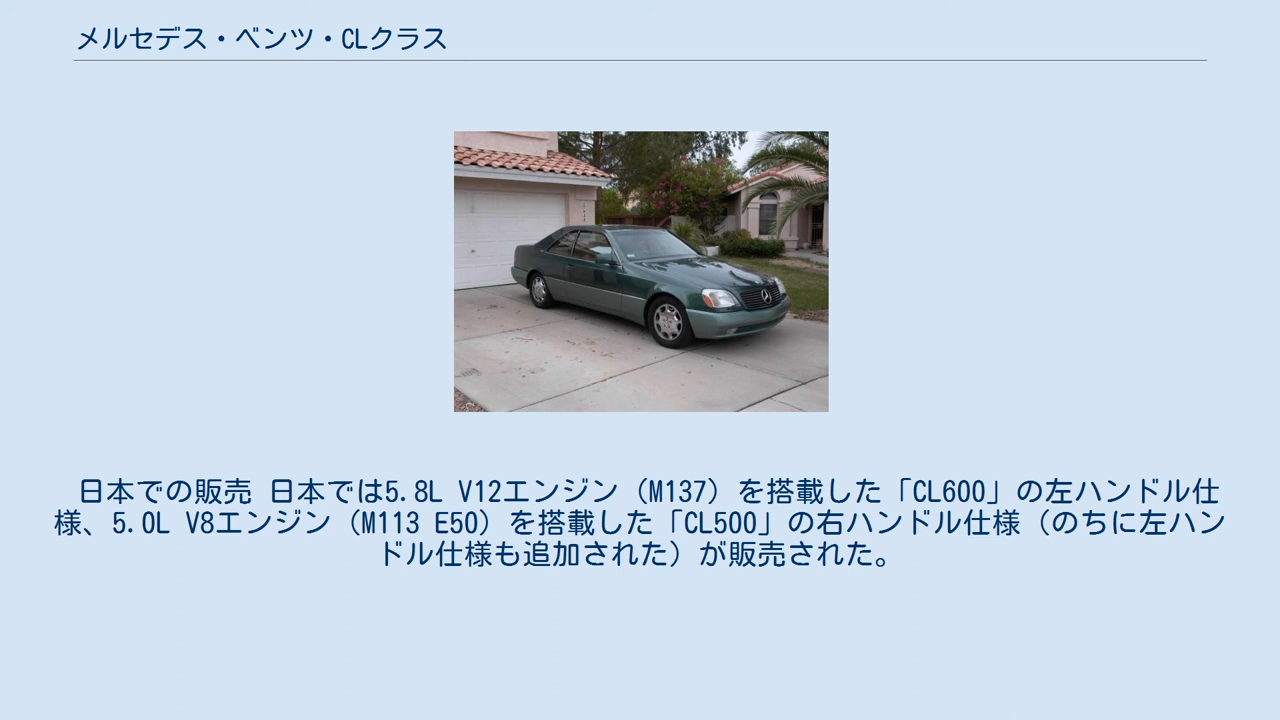 メルセデス・ベンツ・CLクラス
日本での販売 日本では5.8L V12エンジン（M137）を搭載した「CL600」の左ハンドル仕
様、5.0L V8エンジン（M113 E50）を搭載した「CL500」の右ハンドル仕様（のちに左ハン
ドル仕様も追加された）が販売された。